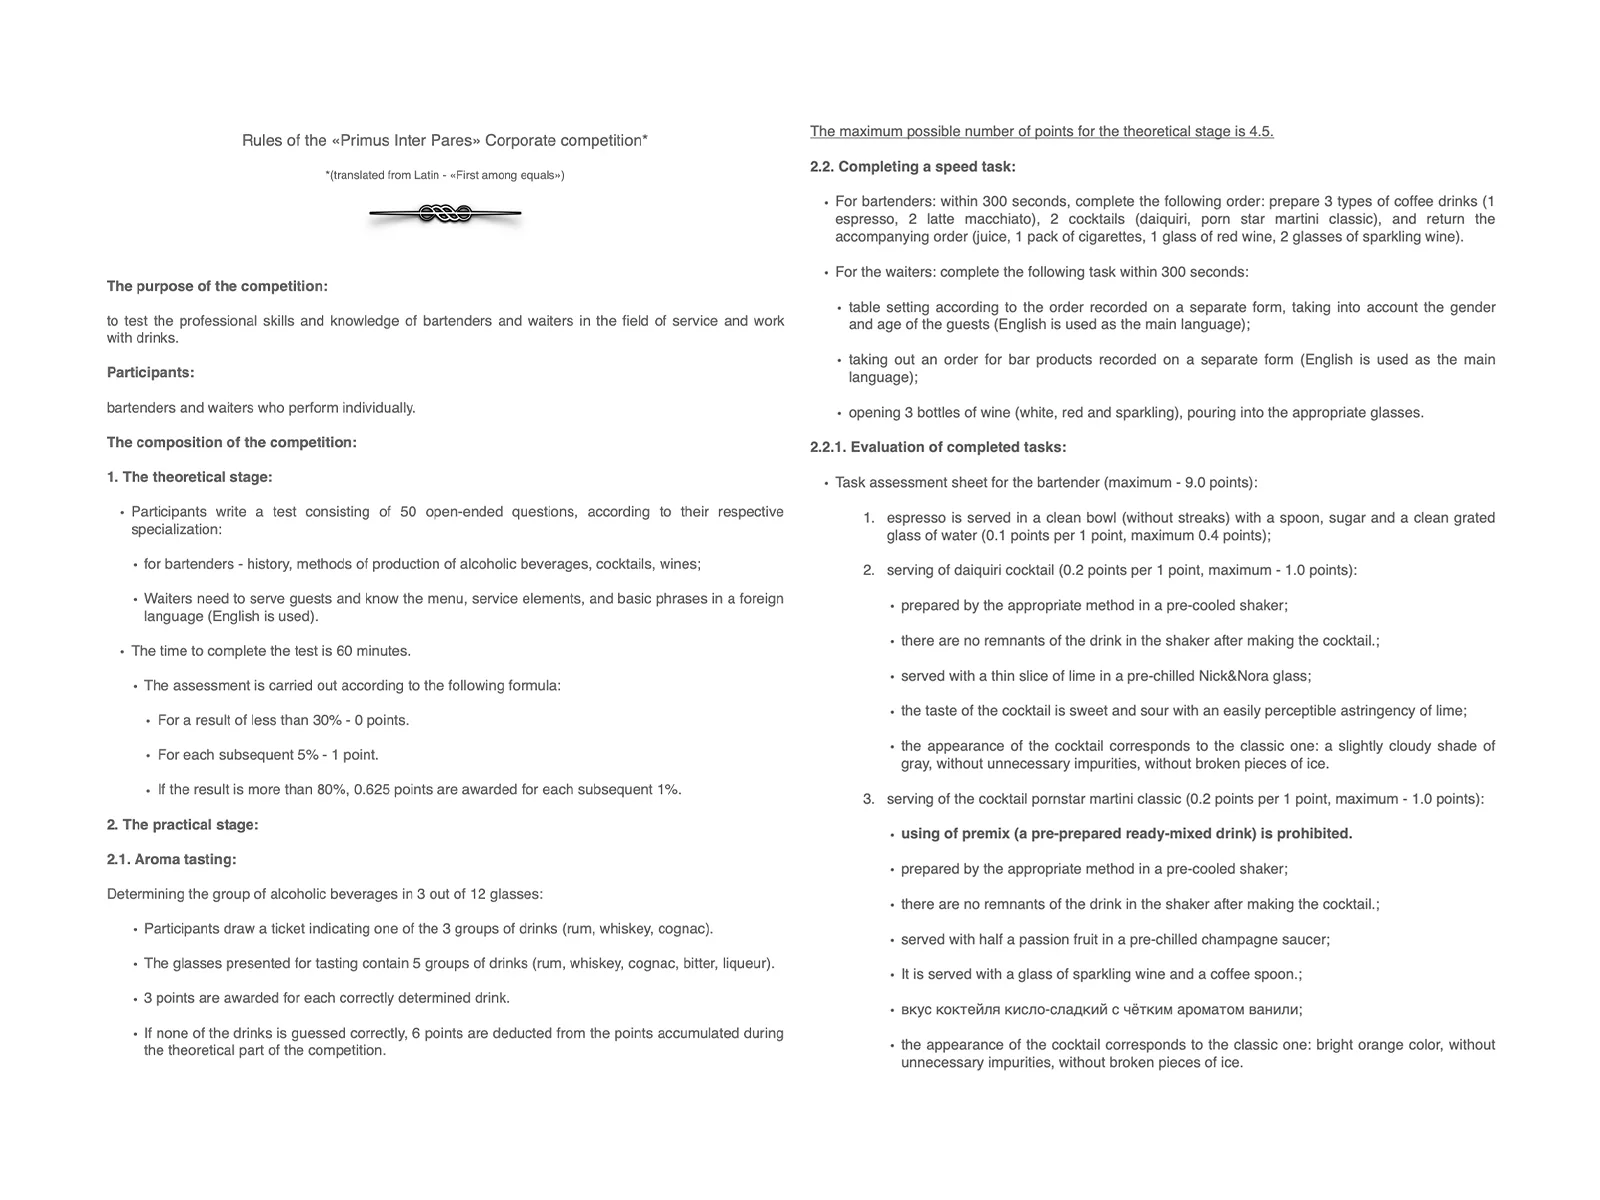 Rules of the «Primus Inter Pares» Corporate competition*
*(translated from Latin - «First among equals»)
The purpose of the competition:
to test the professional skills and knowledge of bartenders and waiters in the field of service and work
with drinks.
Participants:
bartenders and waiters who perform individually.
The composition of the competition:
1. The theoretical stage:
• Participants write a test consisting of 50 open-ended questions, according to their respective
specialization:
• for bartenders - history, methods of production of alcoholic beverages, cocktails, wines;
• Waiters need to serve guests and know the menu, service elements, and basic phrases in a foreign
language (English is used).
• The time to complete the test is 60 minutes.
• The assessment is carried out according to the following formula:
• For a result of less than 30% - 0 points.
• For each subsequent 5% - 1 point.
• If the result is more than 80%, 0.625 points are awarded for each subsequent 1%.
2. The practical stage:
2.1. Aroma tasting:
Determining the group of alcoholic beverages in 3 out of 12 glasses:
• Participants draw a ticket indicating one of the 3 groups of drinks (rum, whiskey, cognac).
• The glasses presented for tasting contain 5 groups of drinks (rum, whiskey, cognac, bitter, liqueur).
• 3 points are awarded for each correctly determined drink.
• If none of the drinks is guessed correctly, 6 points are deducted from the points accumulated during
the theoretical part of the competition.
The maximum possible number of points for the theoretical stage is 4.5.
2.2. Completing a speed task:
• For bartenders: within 300 seconds, complete the following order: prepare 3 types of coffee drinks (1
espresso, 2 latte macchiato), 2 cocktails (daiquiri, porn star martini classic), and return the
accompanying order (juice, 1 pack of cigarettes, 1 glass of red wine, 2 glasses of sparkling wine).
• For the waiters: complete the following task within 300 seconds:
• table setting according to the order recorded on a separate form, taking into account the gender
and age of the guests (English is used as the main language);
• taking out an order for bar products recorded on a separate form (English is used as the main
language);
• opening 3 bottles of wine (white, red and sparkling), pouring into the appropriate glasses.
2.2.1. Evaluation of completed tasks:
• Task assessment sheet for the bartender (maximum - 9.0 points):
1. espresso is served in a clean bowl (without streaks) with a spoon, sugar and a clean grated
glass of water (0.1 points per 1 point, maximum 0.4 points);
2. serving of daiquiri cocktail (0.2 points per 1 point, maximum - 1.0 points):
• prepared by the appropriate method in a pre-cooled shaker;
• there are no remnants of the drink in the shaker after making the cocktail.;
• served with a thin slice of lime in a pre-chilled Nick&Nora glass;
• the taste of the cocktail is sweet and sour with an easily perceptible astringency of lime;
• the appearance of the cocktail corresponds to the classic one: a slightly cloudy shade of
gray, without unnecessary impurities, without broken pieces of ice.
3. serving of the cocktail pornstar martini classic (0.2 points per 1 point, maximum - 1.0 points):
• using of premix (a pre-prepared ready-mixed drink) is prohibited.
• prepared by the appropriate method in a pre-cooled shaker;
• there are no remnants of the drink in the shaker after making the cocktail.;
• served with half a passion fruit in a pre-chilled champagne saucer;
• It is served with a glass of sparkling wine and a coffee spoon.;
• вкус коктейля кисло-сладкий с чётким ароматом ванили;
• the appearance of the cocktail corresponds to the classic one: bright orange color, without
unnecessary impurities, without broken pieces of ice.